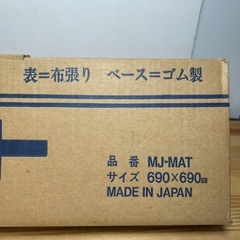 表＝布張り ベース＝ゴム製
品番 MJ-MAT
サイズ 690×690㎜
MADE IN JAPAN